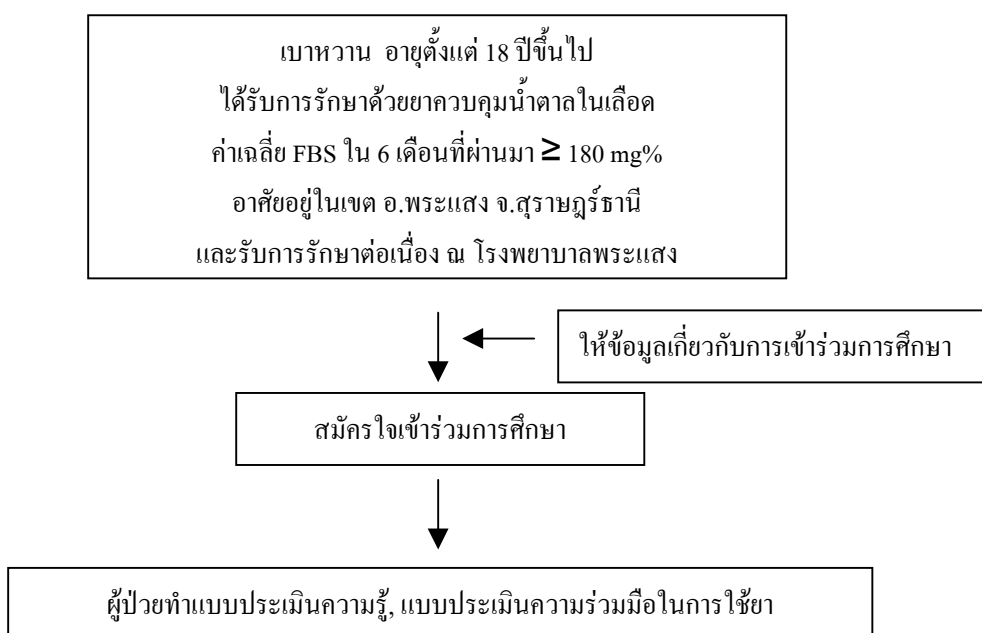 เบาหวาน อายุตั้งแต่ 18 ปีขึ้นไป
ได้รับการรักษาด้วยยาควบคุมน้ำตาลในเลือด
ค่าเฉลี่ย FBS ใน 6 เดือนที่ผ่านมา ≥ 180 mg%
อาศัยอยู่ในเขต อ.พระแสง จ.สุราษฎร์ธานี
และรับการรักษาต่อเนื่อง ณ โรงพยาบาลพระแสง
ให้ข้อมูลเกี่ยวกับการเข้าร่วมการศึกษา
สมัครใจเข้าร่วมการศึกษา
ผู้ป่วยทำแบบประเมินความรู้, แบบประเมินความร่วมมือในการใช้ยา